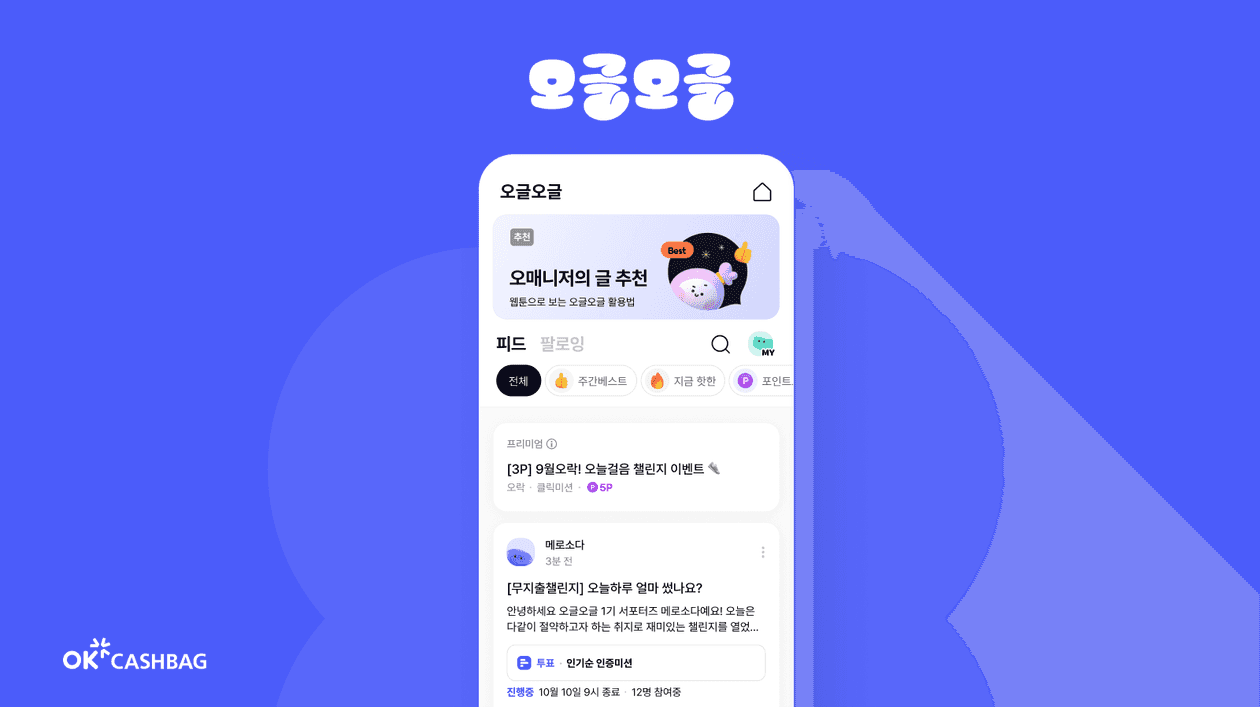 오글오글
오글오글
추천
Best
오매니저의 글 추천
웹툰으로 보는 오글오글 활용법
피드 팔로잉
MY
전체 주간베스트 지금 핫한 P 포인트
프리미엄
[3P] 9월오락! 오늘걸음 챌린지 이벤트
오락 · 클릭미션 · P 5P
메로소다
3분 전
[무지출챌린지] 오늘하루 얼마 썼나요?
안녕하세요 오글오글 1기 서포터즈 메로소다예요! 오늘은
다같이 절약하고자 하는 취지로 재미있는 챌린지를 열었...
투표 · 인기순 인증미션
진행중 10월 10일 9시 종료 · 12명 참여중
OK CASHBAG